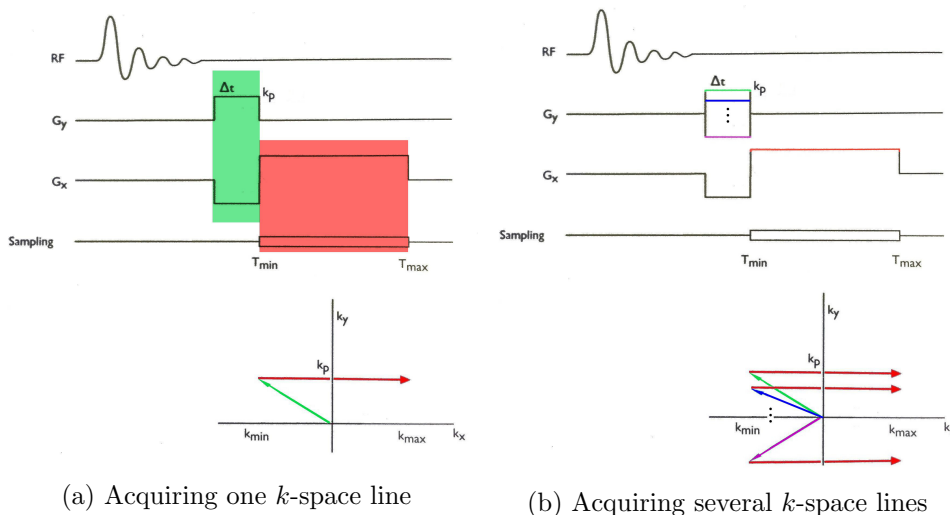 RF
Δt
kp
Gy
Gx
Sampling
Tmin
Tmax
ky
kp
kmin
kmax
kx
(a) Acquiring one k-space line
RF
Δt
kp
⋮
Gy
Gx
Sampling
Tmin
Tmax
ky
kp
kmin
⋮
kmax
k
(b) Acquiring several k-space lines